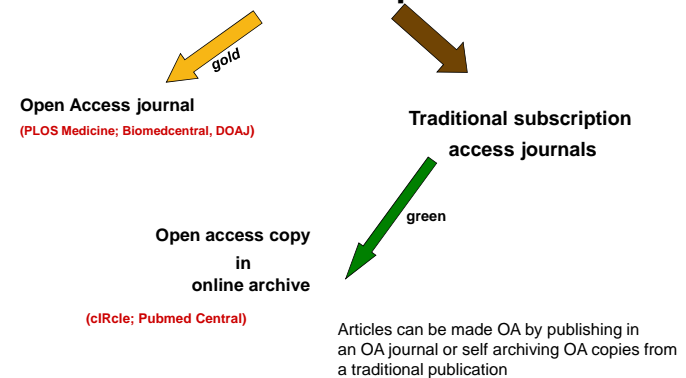 gold
Open Access journal
(PLOS Medicine; Biomedcentral, DOAJ)
Traditional subscription
access journals
green
Open access copy
in
online archive
(cIRcle; Pubmed Central)
Articles can be made OA by publishing in
an OA journal or self archiving OA copies from
a traditional publication